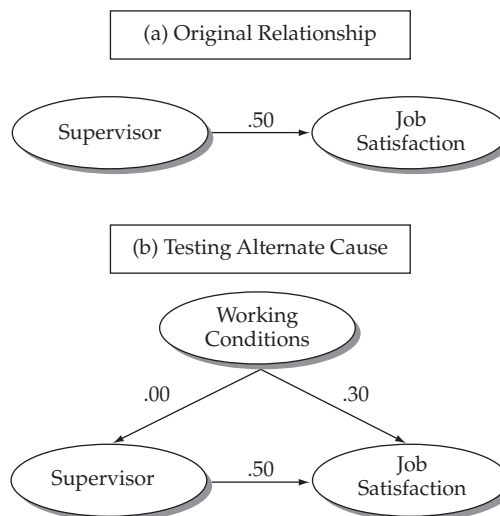 (a) Original Relationship
Supervisor
.50
Job
Satisfaction
(b) Testing Alternate Cause
Working
Conditions
.00
.30
Supervisor
.50
Job
Satisfaction